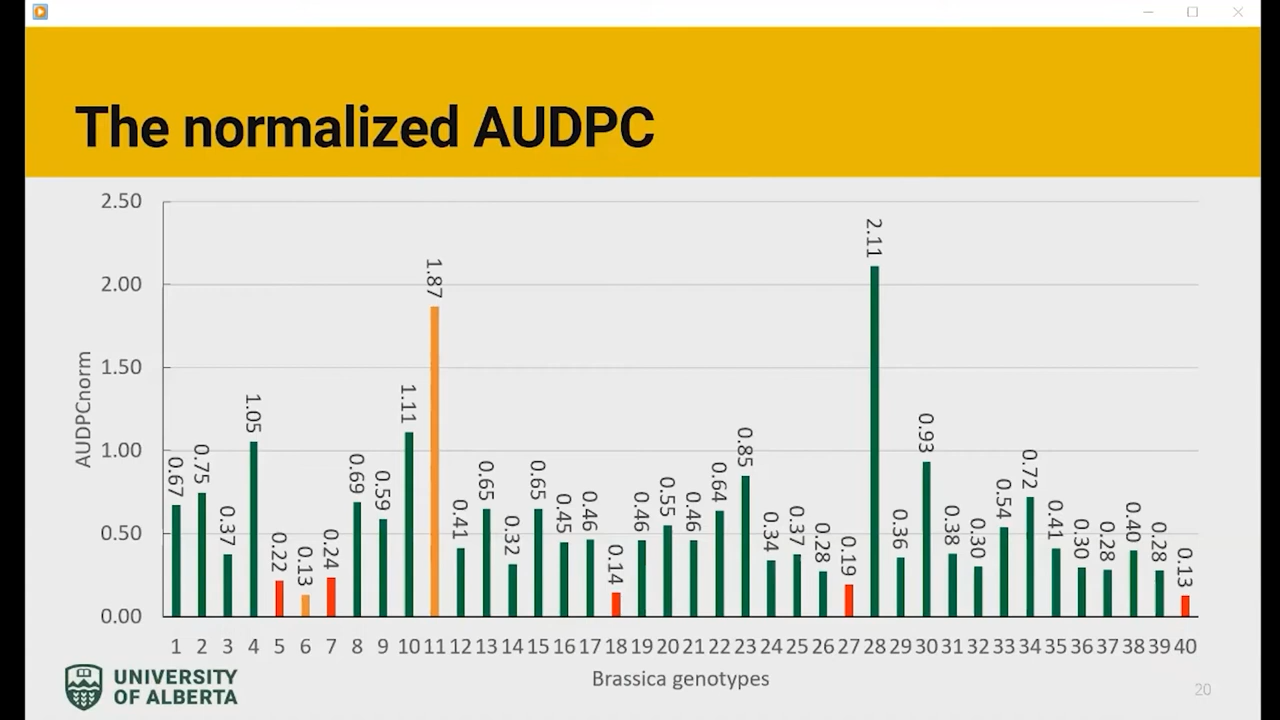 The normalized AUDPC
2.50
2.00
1.50
1.00
0.50
0.00
AUDPCnorm
0.67 0.75 0.37 1.05 0.22 0.13 0.24 0.69 0.59 1.11 1.87 0.41 0.65 0.32 0.65 0.45 0.46 0.14 0.46 0.55 0.46 0.64 0.85 0.34 0.37 0.28 0.19 2.11 0.36 0.93 0.38 0.30 0.54 0.72 0.41 0.30 0.28 0.40 0.28 0.13
1 2 3 4 5 6 7 8 9 10 11 12 13 14 15 16 17 18 19 20 21 22 23 24 25 26 27 28 29 30 31 32 33 34 35 36 37 38 39 40
Brassica genotypes
UNIVERSITY
OF ALBERTA
20